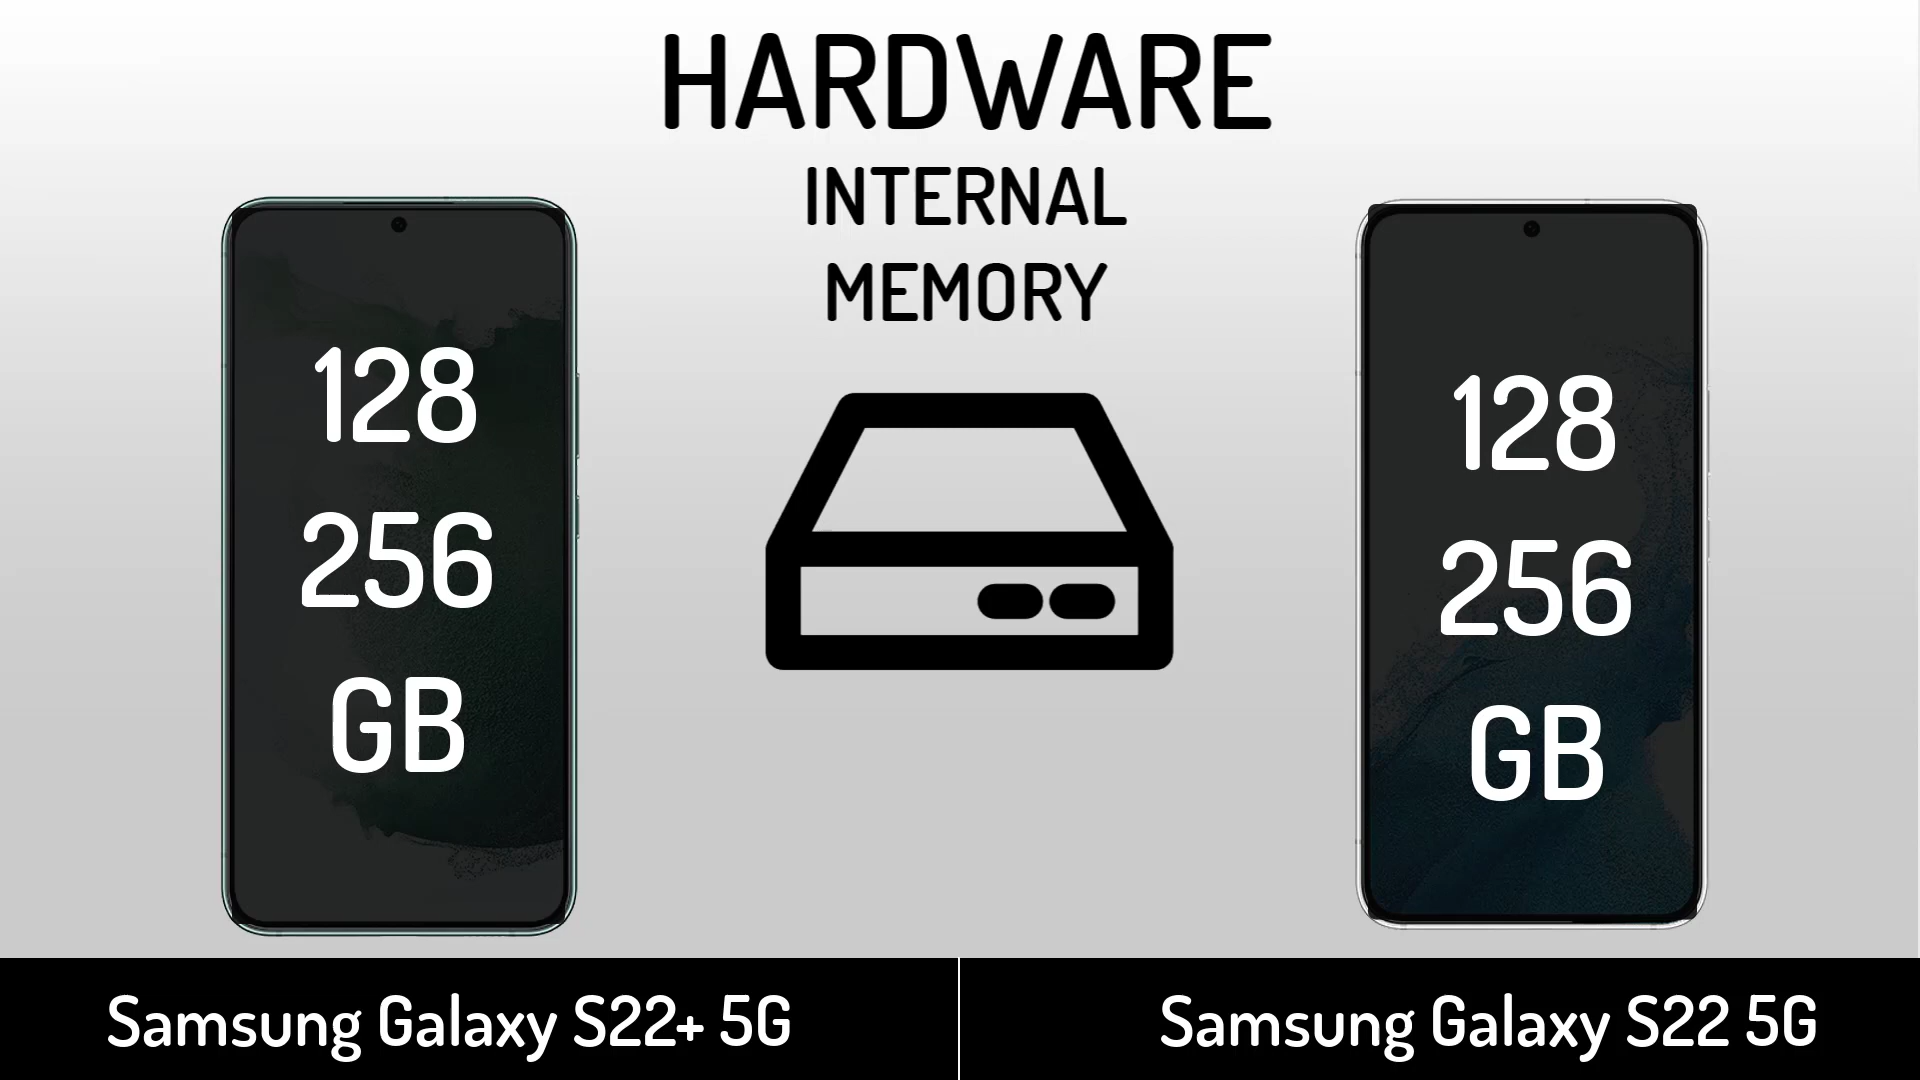 HARDWARE
INTERNAL
MEMORY
128
256
GB
128
256
GB
Samsung Galaxy S22+ 5G
Samsung Galaxy S22 5G